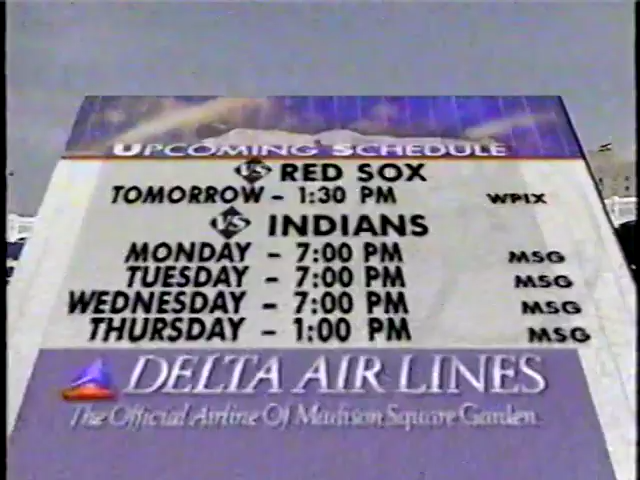 UPCOMING SCHEDULE
VS RED SOX
TOMORROW - 1:30 PM WPIX
VS INDIANS
MONDAY - 7:00 PM MSG
TUESDAY - 7:00 PM MSG
WEDNESDAY - 7:00 PM MSG
THURSDAY - 1:00 PM MSG
DELTA AIR LINES
The Official Airline Of Madison Square Garden